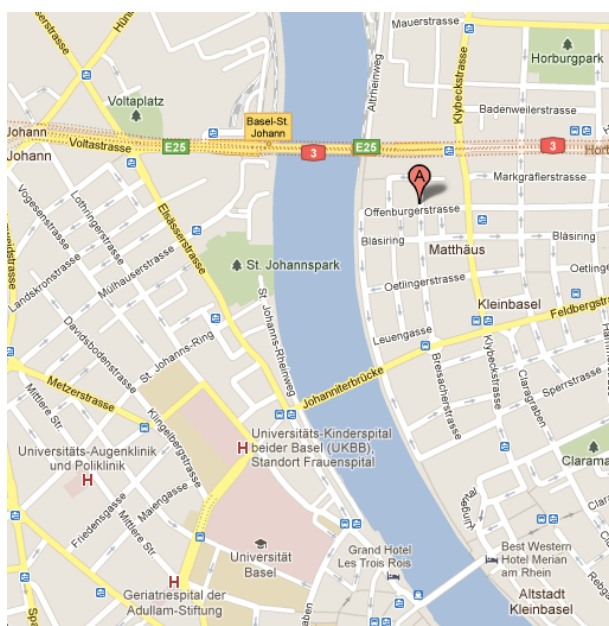 Mauerstrasse
Horburgpark
Altrheinweg
Klybeckstrasse
Badenweilerstrasse
Voltaplatz
Basel-St.
Johann
Johann
Johann
Voltastrasse
E25
3
E25
3
Markgräflerstrasse
A
Offenburgerstrasse
Bläsiring
Bläsiring
Matthäus
Vogesenstrasse
Lothringerstrasse
Elsässerstrasse
Mülhauserstrasse
Landskronstrasse
St. Johannspark
Oetlingerstrasse
Kleinbasel
St. Johanns-Rheinweg
Davidsbodenstrasse
St. Johanns-Ring
Leuengasse
Klybeckstrasse
Johanniterbrücke
Breisacherstrasse
Claragraben
Sperrstrasse
Metzerstrasse
Mittlere Str.
Klingelbergstrasse
H
Universitäts-Kinderspital
beider Basel (UKBB),
Standort Frauenspital
Universitäts-Augenklinik
und Poliklinik
H
Friedensgasse
Maiengasse
Mittlere Str.
Universität
Basel
H
Geriatriespital der
Adullam-Stiftung
Grand Hotel
Les Trois Rois
Best Western
Hotel Merian
am Rhein
Altstadt
Kleinbasel